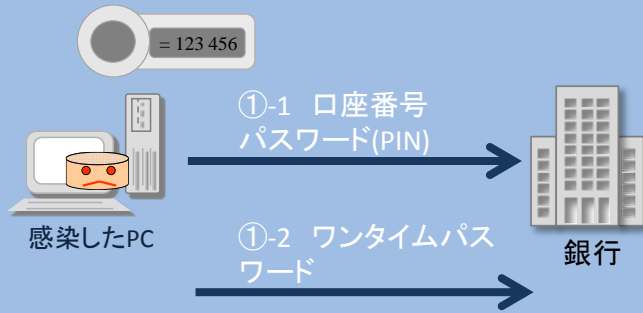 = 123 456
①-1 口座番号
パスワード(PIN)
感染したPC
①-2 ワンタイムパス
ワード
銀行